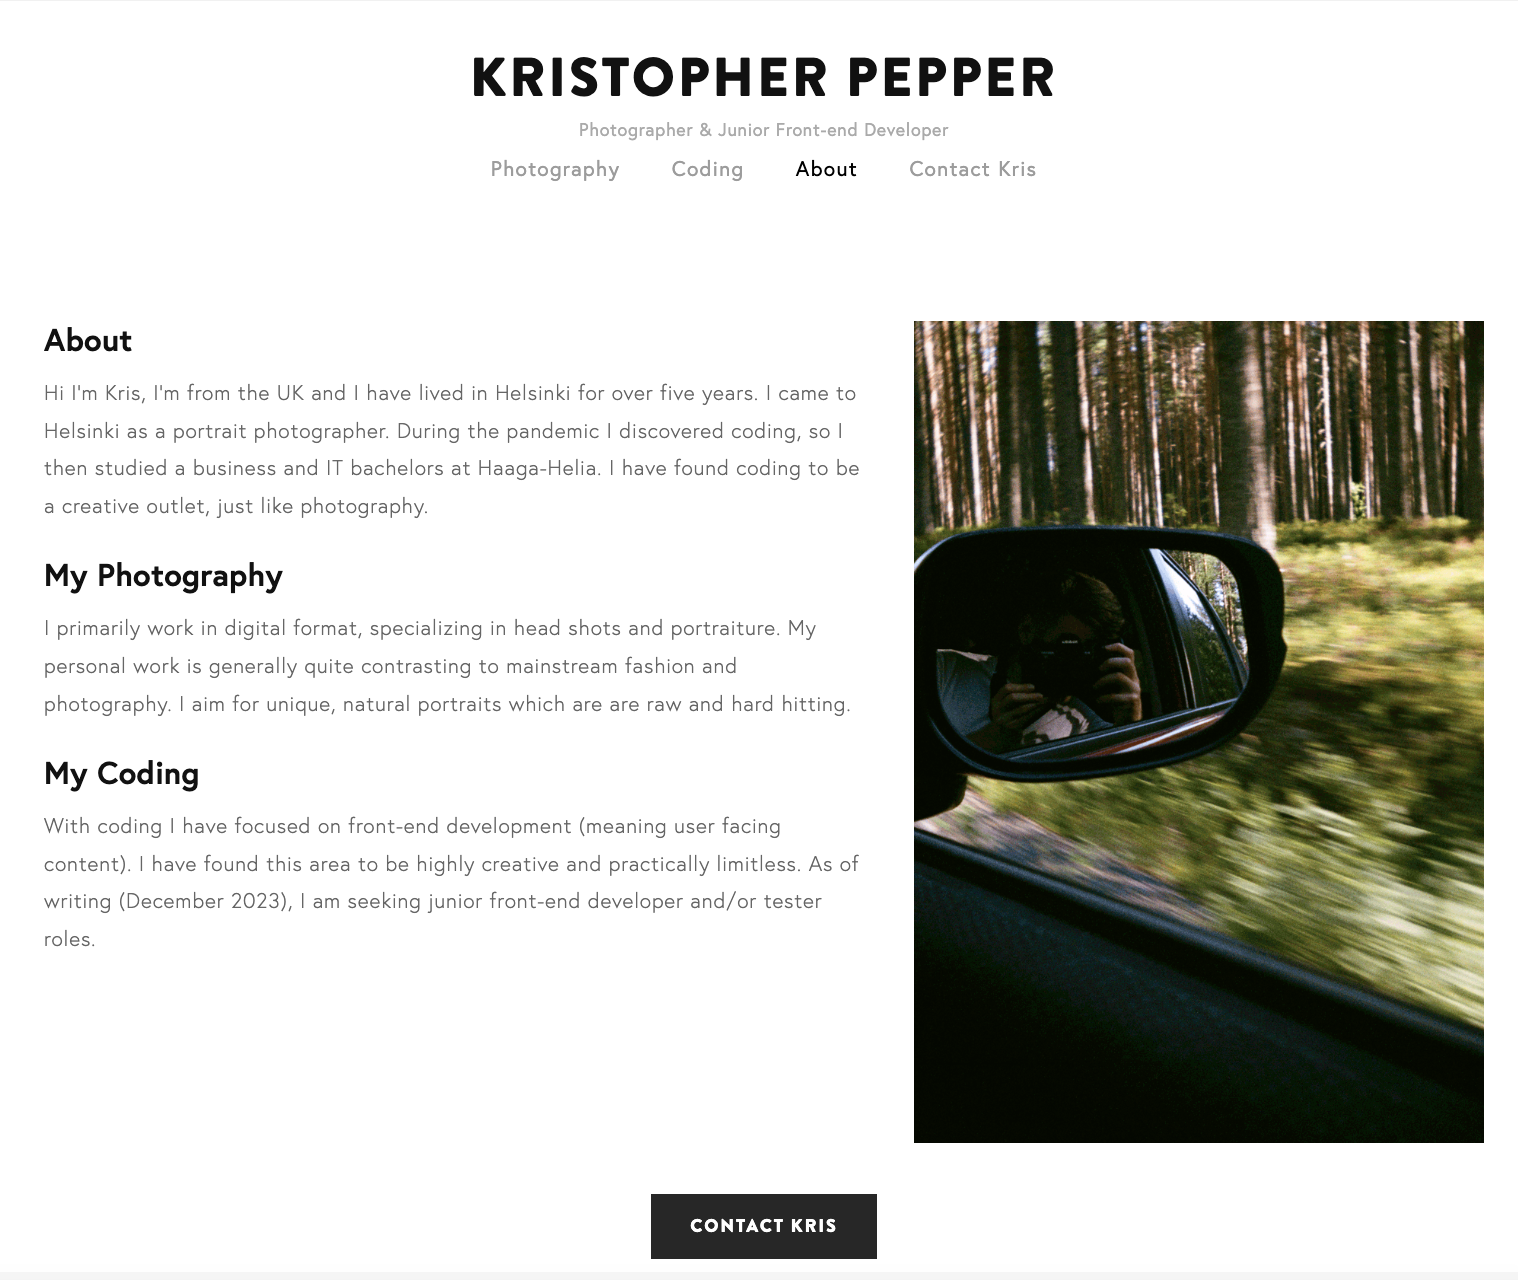 KRISTOPHER PEPPER
Photographer & Junior Front-end Developer
Photography Coding About Contact Kris
About
Hi I'm Kris, I'm from the UK and I have lived in Helsinki for over five years. I came to
Helsinki as a portrait photographer. During the pandemic I discovered coding, so I
then studied a business and IT bachelors at Haaga-Helia. I have found coding to be
a creative outlet, just like photography.
My Photography
I primarily work in digital format, specializing in head shots and portraiture. My
personal work is generally quite contrasting to mainstream fashion and
photography. I aim for unique, natural portraits which are are raw and hard hitting.
My Coding
With coding I have focused on front-end development (meaning user facing
content). I have found this area to be highly creative and practically limitless. As of
writing (December 2023), I am seeking junior front-end developer and/or tester
roles.
CONTACT KRIS